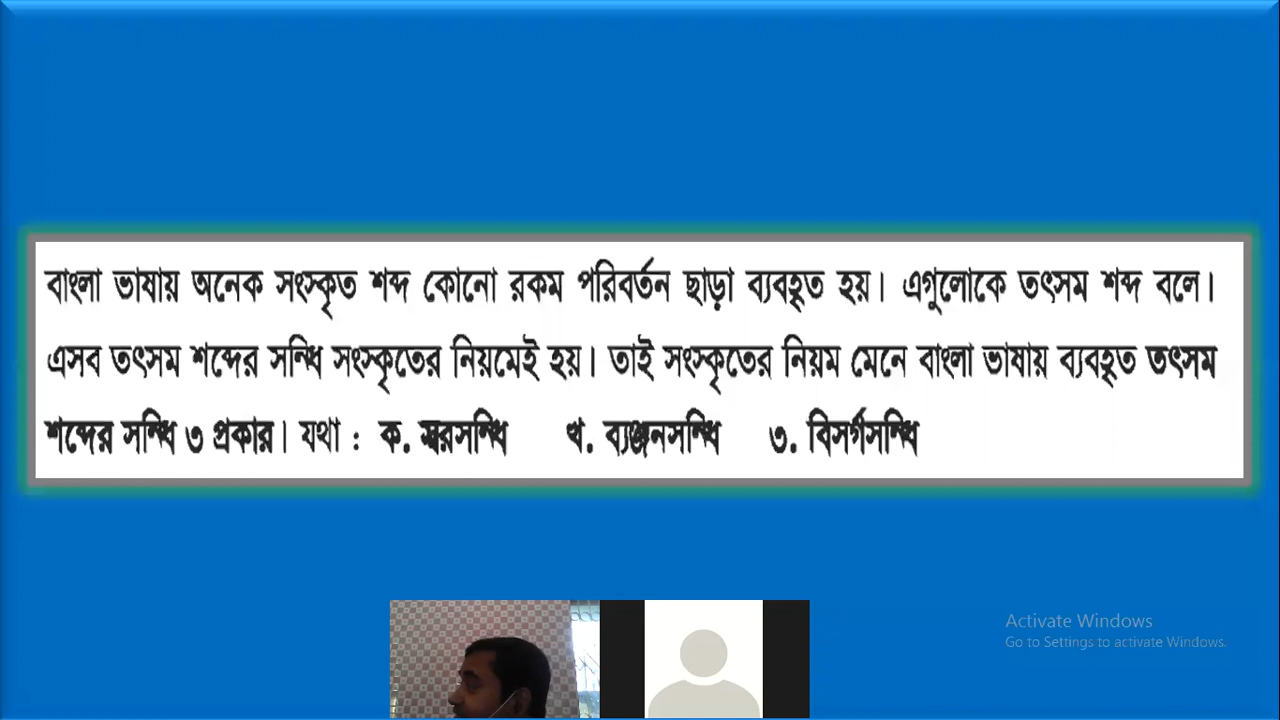 বাংলা ভাষায় অনেক সংস্কৃত শব্দ কোনো রকম পরিবর্তন ছাড়া ব্যবহৃত হয়। এগুলোকে তৎসম শব্দ বলে।
এসব তৎসম শব্দের সন্ধি সংস্কৃতের নিয়মেই হয়। তাই সংস্কৃতের নিয়ম মেনে বাংলা ভাষায় ব্যবহৃত তৎসম
শব্দের সন্ধি ৩ প্রকার। যথা : ক. স্বরসন্ধি খ. ব্যঞ্জনসন্ধি ৩. বিসর্গসন্ধি
Activate Windows
Go to Settings to activate Windows.